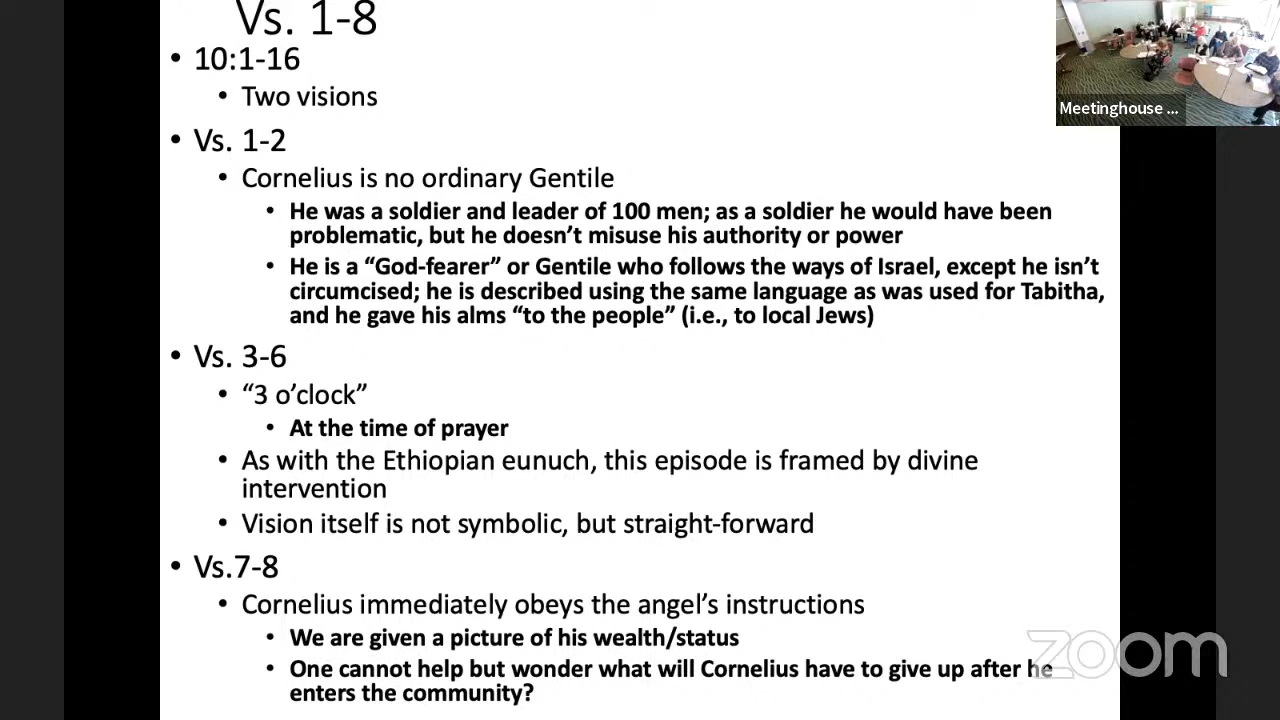 Vs. 1-8
• 10:1-16
• Two visions
• Vs. 1-2
• Cornelius is no ordinary Gentile
• He was a soldier and leader of 100 men; as a soldier he would have been
problematic, but he doesn’t misuse his authority or power
• He is a “God-fearer” or Gentile who follows the ways of Israel, except he isn’t
circumcised; he is described using the same language as was used for Tabitha,
and he gave his alms “to the people” (i.e., to local Jews)
• Vs. 3-6
• “3 o’clock”
• At the time of prayer
• As with the Ethiopian eunuch, this episode is framed by divine
intervention
• Vision itself is not symbolic, but straight-forward
• Vs.7-8
• Cornelius immediately obeys the angel’s instructions
• We are given a picture of his wealth/status
• One cannot help but wonder what will Cornelius have to give up after he
enters the community?
Meetinghouse ...
zoom